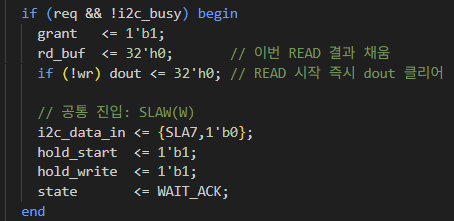 if (req && !i2c_busy) begin
grant <= 1'b1;
rd_buf <= 32'h0; // 이번 READ 결과 채움
if (!wr) dout <= 32'h0; // READ 시작 즉시 dout 클리어
// 공통 진입: SLAW(W)
i2c_data_in <= {SLA7,1'b0};
hold_start <= 1'b1;
hold_write <= 1'b1;
state <= WAIT_ACK;
end